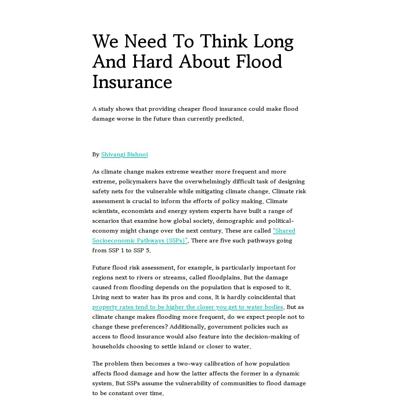 We Need To Think Long
And Hard About Flood
Insurance
A study shows that providing cheaper flood insurance could make flood
damage worse in the future than currently predicted.
By Shivangi Bishnoi
As climate change makes extreme weather more frequent and more
extreme, policymakers have the overwhelmingly difficult task of designing
safety nets for the vulnerable while mitigating climate change. Climate risk
assessment is crucial to inform the efforts of policy making. Climate
scientists, economists and energy system experts have built a range of
scenarios that examine how global society, demographic and political-
economy might change over the next century. These are called "Shared
Socioeconomic Pathways (SSPs)". There are five such pathways going
from SSP 1 to SSP 5.
Future flood risk assessment, for example, is particularly important for
regions next to rivers or streams, called floodplains. But the damage
caused from flooding depends on the population that is exposed to it.
Living next to water has its pros and cons. It is hardly coincidental that
property rates tend to be higher the closer you get to water bodies. But as
climate change makes flooding more frequent, do we expect people not to
change these preferences? Additionally, government policies such as
access to flood insurance would also feature into the decision-making of
households choosing to settle inland or closer to water.
The problem then becomes a two-way calibration of how population
affects flood damage and how the latter affects the former in a dynamic
system. But SSPs assume the vulnerability of communities to flood damage
to be constant over time.